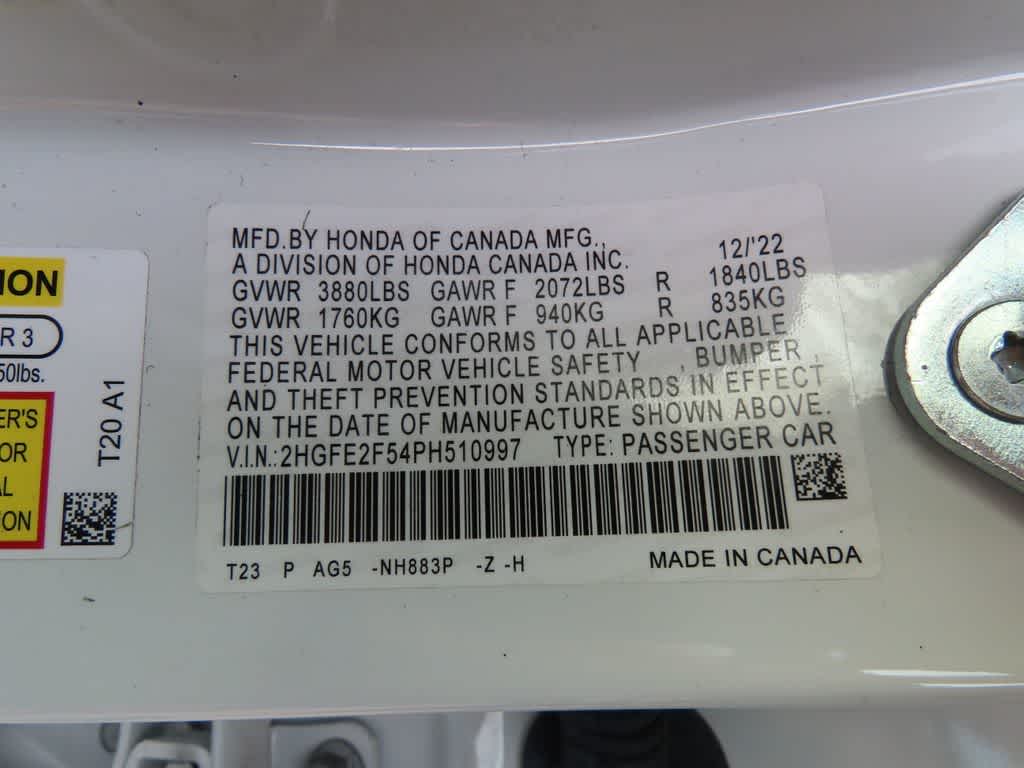 ION
R 3
50lbs.
ER'S
OR
AL
ION
T20 A1
MFD.BY HONDA OF CANADA MFG., 12/'22
A DIVISION OF HONDA CANADA INC.
GVWR 3880LBS GAWR F 2072LBS R 1840LBS
GVWR 1760KG GAWR F 940KG R 835KG
THIS VEHICLE CONFORMS TO ALL APPLICABLE
FEDERAL MOTOR VEHICLE SAFETY , BUMPER ,
AND THEFT PREVENTION STANDARDS IN EFFECT
ON THE DATE OF MANUFACTURE SHOWN ABOVE.
V.I.N.: 2HGFE2F54PH510997 TYPE: PASSENGER CAR
T23 P AG5 -NH883P -Z -H MADE IN CANADA